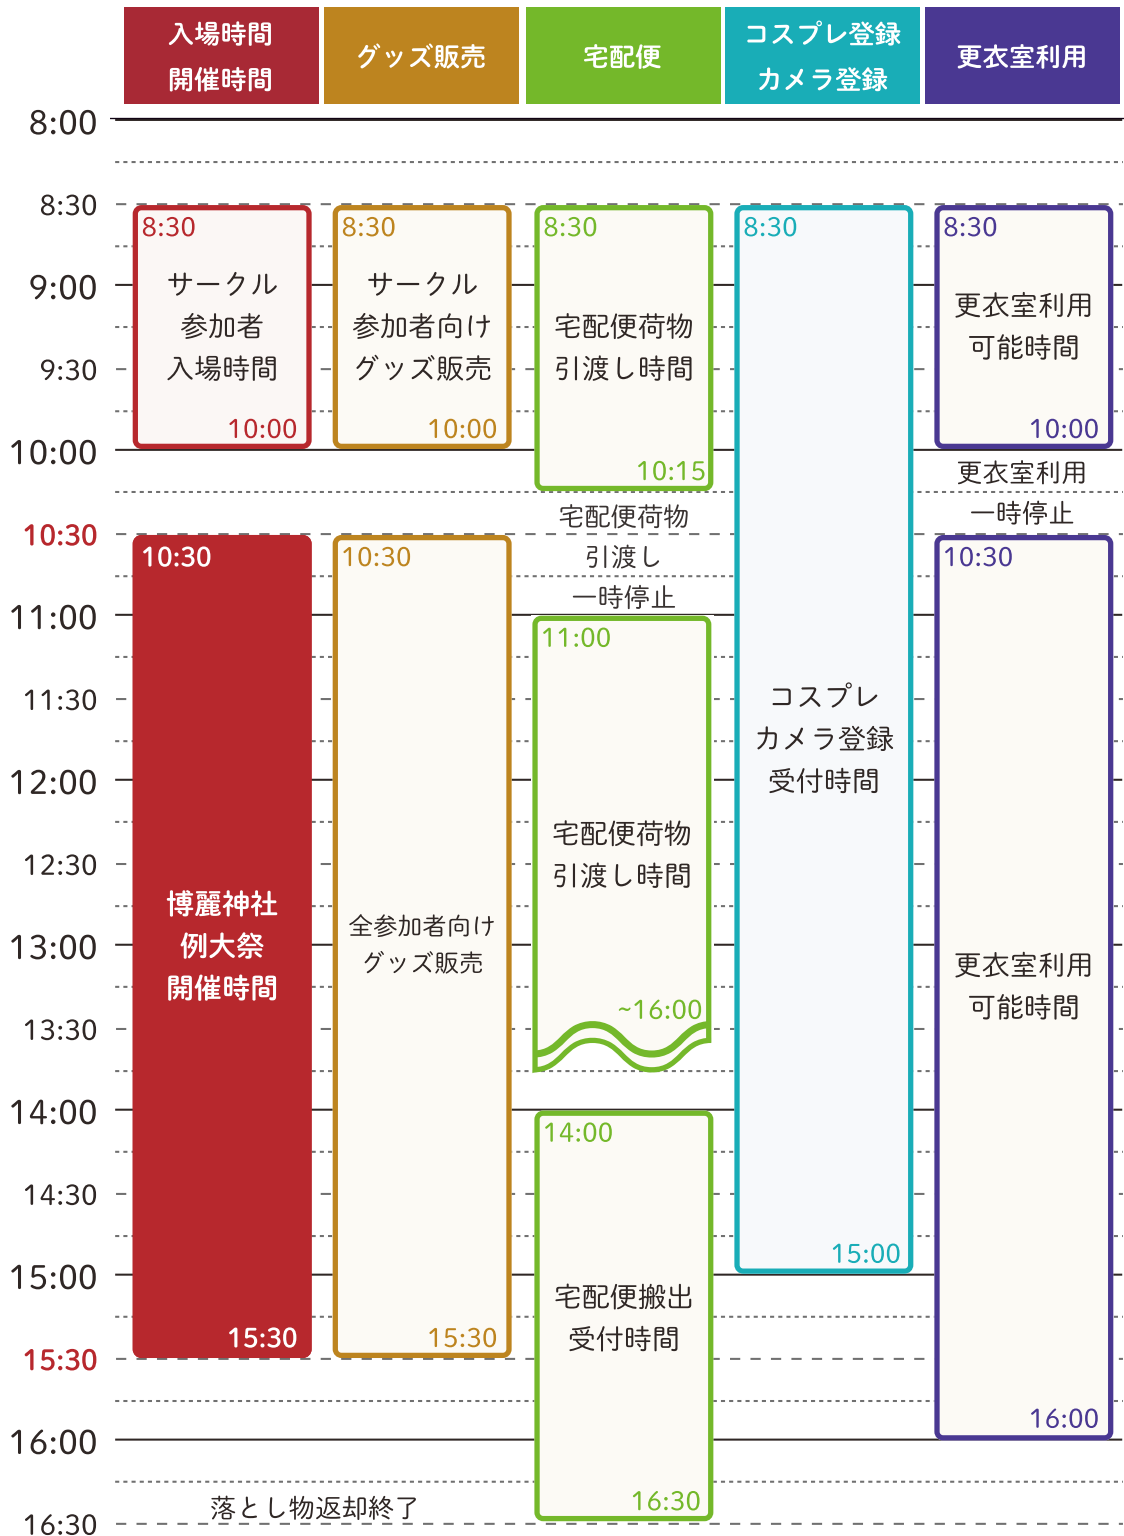 入場時間
開催時間
グッズ販売
宅配便
コスプレ登録
カメラ登録
更衣室利用
8:00
8:30
9:00
9:30
10:00
10:30
11:00
11:30
12:00
12:30
13:00
13:30
14:00
14:30
15:00
15:30
16:00
16:30
8:30
サークル
参加者
入場時間
10:00
10:30
博麗神社
例大祭
開催時間
15:30
落とし物返却終了
8:30
サークル
参加者向け
グッズ販売
10:00
10:30
全参加者向け
グッズ販売
15:30
8:30
宅配便荷物
引渡し時間
10:15
宅配便荷物
引渡し
一時停止
11:00
宅配便荷物
引渡し時間
~16:00
14:00
宅配便搬出
受付時間
16:30
8:30
コスプレ
カメラ登録
受付時間
15:00
8:30
更衣室利用
可能時間
10:00
更衣室利用
一時停止
10:30
更衣室利用
可能時間
16:00